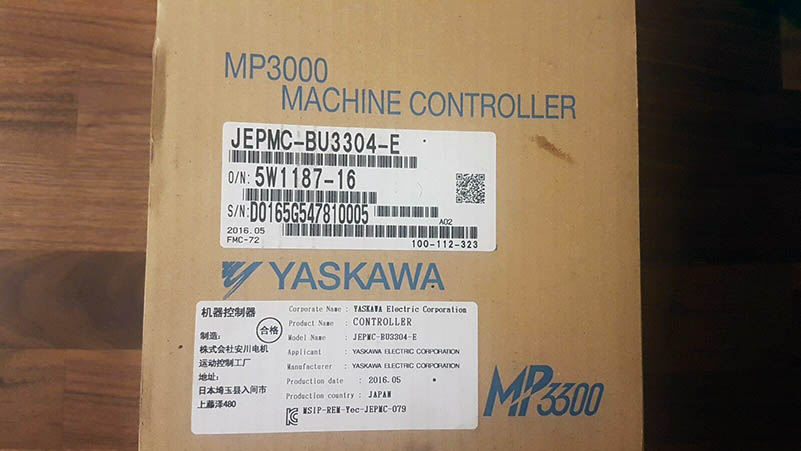 MP3000
MACHINE CONTROLLER
JEPMC-BU3304-E
O/N: 5W1187-16
S/N: D0165G547810005
A02
2016.05
FMC-72
100-112-323
YASKAWA
机器控制器
合格
制造：
株式会社安川电机
运动控制工厂
地址：
日本埼玉县入间市
上藤泽480
Corporate Name : YASKAWA Electric Corporation
Product Name : CONTROLLER
Model Name : JEPMC-BU3304-E
Applicant : YASKAWA ELECTRIC CORPORATION
Manufacturer : YASKAWA ELECTRIC CORPORATION
Production date : 2016.05
Production country : JAPAN
MSIP-REM-Yec-JEPMC-079
MP3300